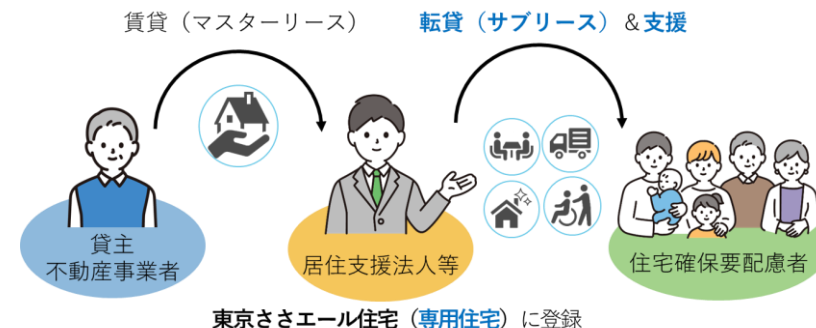 賃貸（マスターリース）
転貸（サブリース）＆支援
貸主
不動産事業者
居住支援法人等
住宅確保要配慮者
東京ささエール住宅（専用住宅）に登録